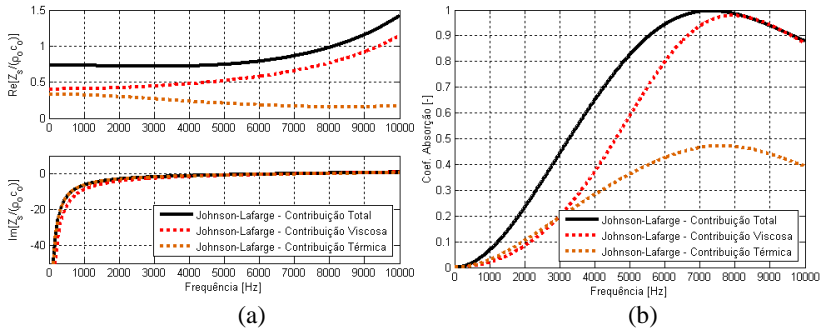 Re[Z_s/(ρ_0 c_0)]
1.5
1
0.5
0
0 1000 2000 3000 4000 5000 6000 7000 8000 9000 10000
Im[Z_s/(ρ_0 c_0)]
0
-20
-40
Johnson-Lafarge - Contribuição Total
Johnson-Lafarge - Contribuição Viscosa
Johnson-Lafarge - Contribuição Térmica
0 1000 2000 3000 4000 5000 6000 7000 8000 9000 10000
Frequência [Hz]
(a)
Coef. Absorção [-]
1
0.9
0.8
0.7
0.6
0.5
0.4
0.3
0.2
0.1
0
Johnson-Lafarge - Contribuição Total
Johnson-Lafarge - Contribuição Viscosa
Johnson-Lafarge - Contribuição Térmica
0 1000 2000 3000 4000 5000 6000 7000 8000 9000 10000
Frequência [Hz]
(b)